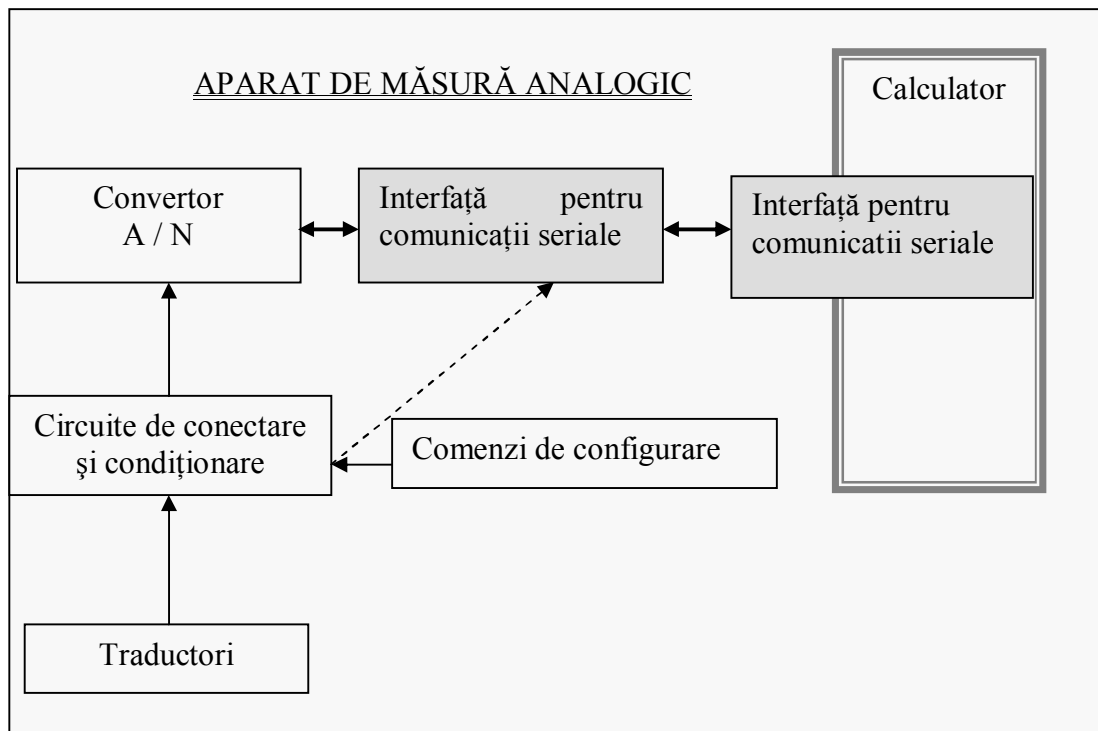 APARAT DE MĂSURĂ ANALOGIC
Calculator
Convertor
A / N
Interfață pentru
comunicații seriale
Interfață pentru
comunicatii seriale
Circuite de conectare
şi condiționare
Comenzi de configurare
Traductori